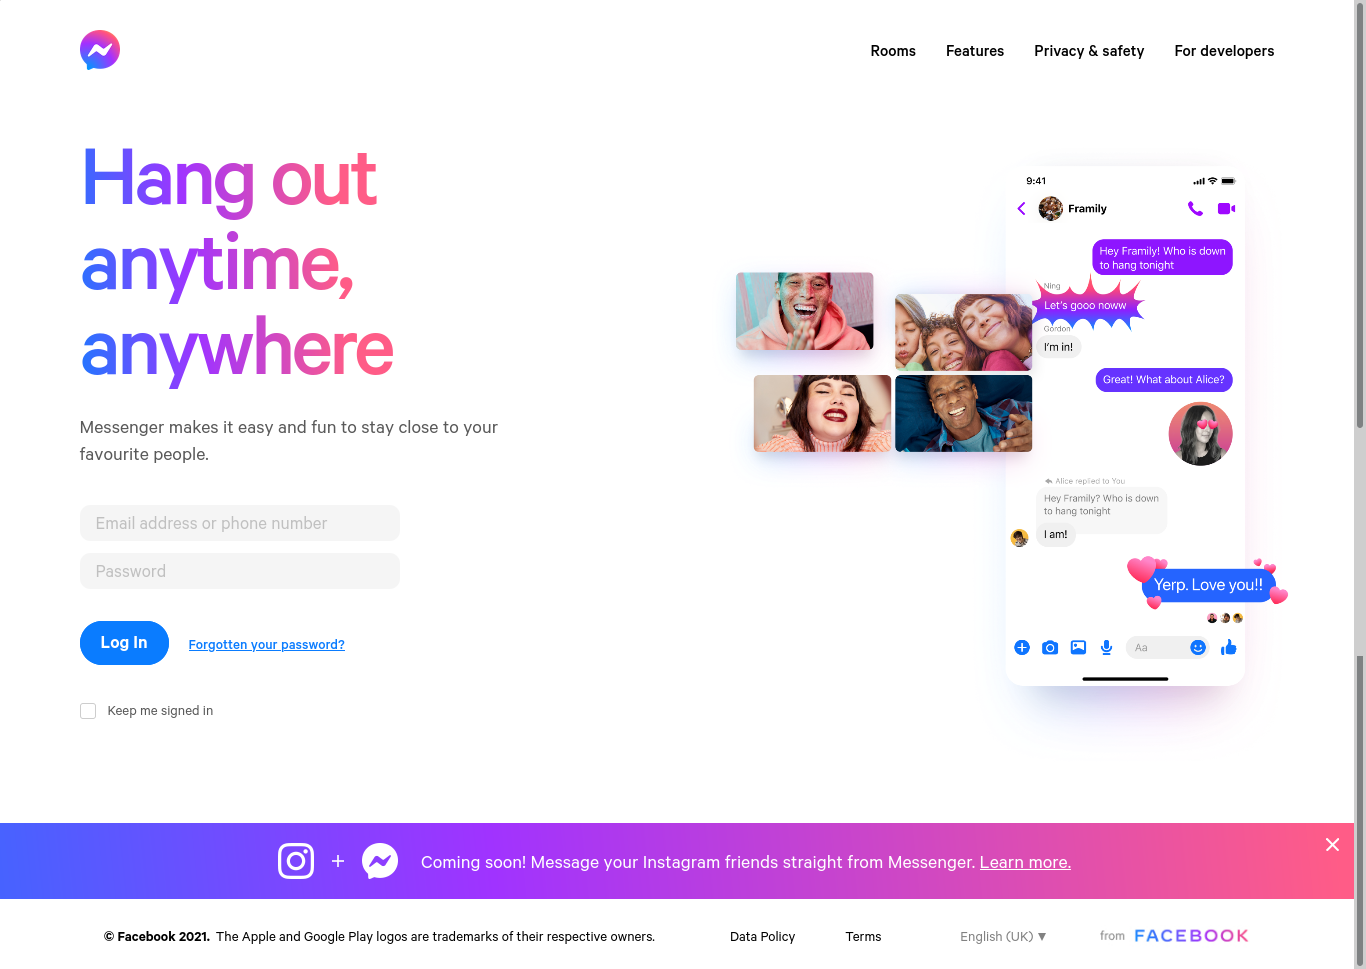 Rooms Features Privacy & safety For developers
Hang out
anytime,
anywhere
Messenger makes it easy and fun to stay close to your
favourite people.
Email address or phone number
Password
Log In Forgotten your password?
Keep me signed in
9:41
Framily
Hey Framily! Who is down
to hang tonight
Ning
Let's gooo noww
Gordon
I'm in!
Great! What about Alice?
Alice replied to You
Hey Framily? Who is down
to hang tonight
I am!
Yerp. Love you!!
Aa
+ Coming soon! Message your Instagram friends straight from Messenger. Learn more.
© Facebook 2021. The Apple and Google Play logos are trademarks of their respective owners. Data Policy Terms English (UK) ▼ from FACEBOOK